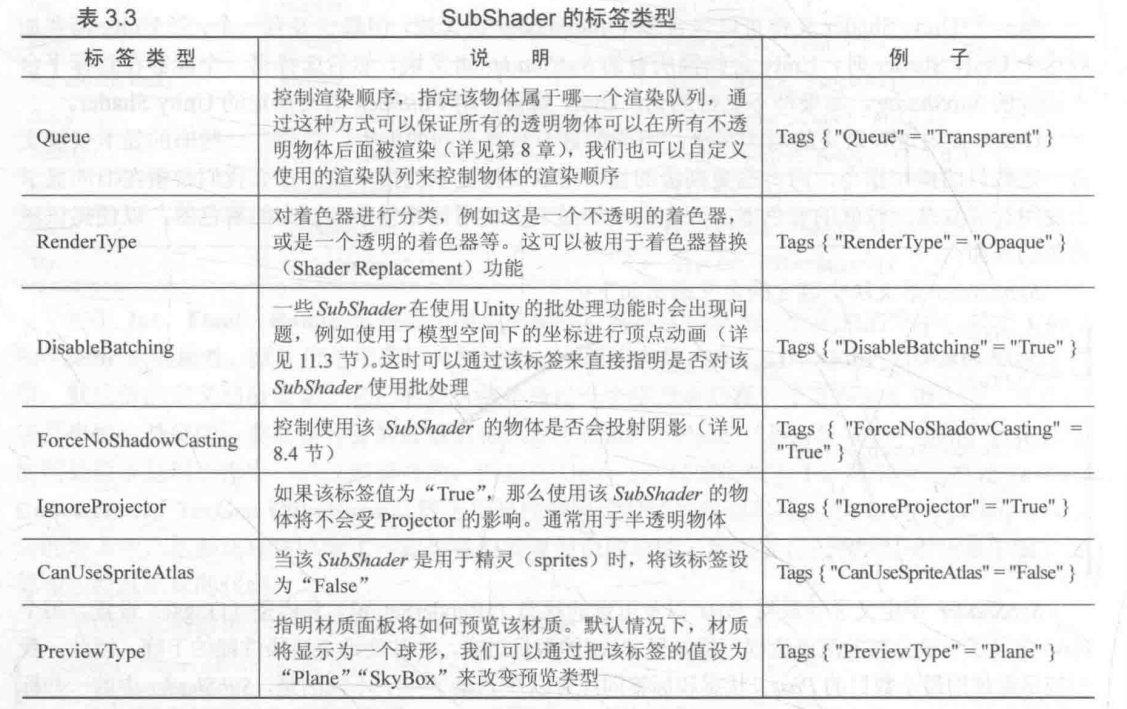 表 3.3 SubShader 的标签类型
标 签 类 型 说 明 例 子
Queue
控制渲染顺序，指定该物体属于哪一个渲染队列，通
过这种方式可以保证所有的透明物体可以在所有不透
明物体后面被渲染（详见第 8 章），我们也可以自定义
使用的渲染队列来控制物体的渲染顺序
Tags { "Queue" = "Transparent" }
RenderType
对着色器进行分类，例如这是一个不透明的着色器，
或是一个透明的着色器等。这可以被用于着色器替换
（Shader Replacement）功能
Tags { "RenderType" = "Opaque" }
DisableBatching
一些 SubShader 在使用 Unity 的批处理功能时会出现问
题，例如使用了模型空间下的坐标进行顶点动画（详
见 11.3 节）。这时可以通过该标签来直接指明是否对该
SubShader 使用批处理
Tags { "DisableBatching" = "True" }
ForceNoShadowCasting
控制使用该 SubShader 的物体是否会投射阴影（详见
8.4 节）
Tags { "ForceNoShadowCasting" =
"True" }
IgnoreProjector
如果该标签值为“True”，那么使用该 SubShader 的物
体将不会受 Projector 的影响。通常用于半透明物体
Tags { "IgnoreProjector" = "True" }
CanUseSpriteAtlas
当该 SubShader 是用于精灵（sprites）时，将该标签设
为“False”
Tags { "CanUseSpriteAtlas" = "False" }
PreviewType
指明材质面板将如何预览该材质。默认情况下，材质
将显示为一个球形，我们可以通过把该标签的值设为
“Plane”“SkyBox”来改变预览类型
Tags { "PreviewType" = "Plane" }